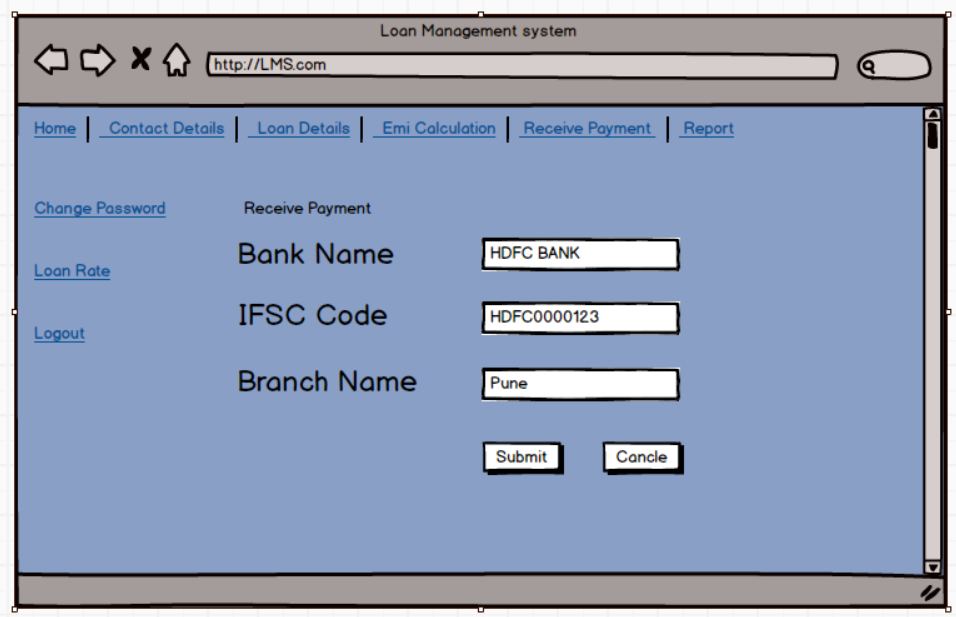 Loan Management system
http://LMS.com
Home Contact Details Loan Details Emi Calculation Receive Payment Report
Change Password Receive Payment
Bank Name HDFC BANK
Loan Rate
IFSC Code HDFC0000123
Logout
Branch Name Pune
Submit Cancle